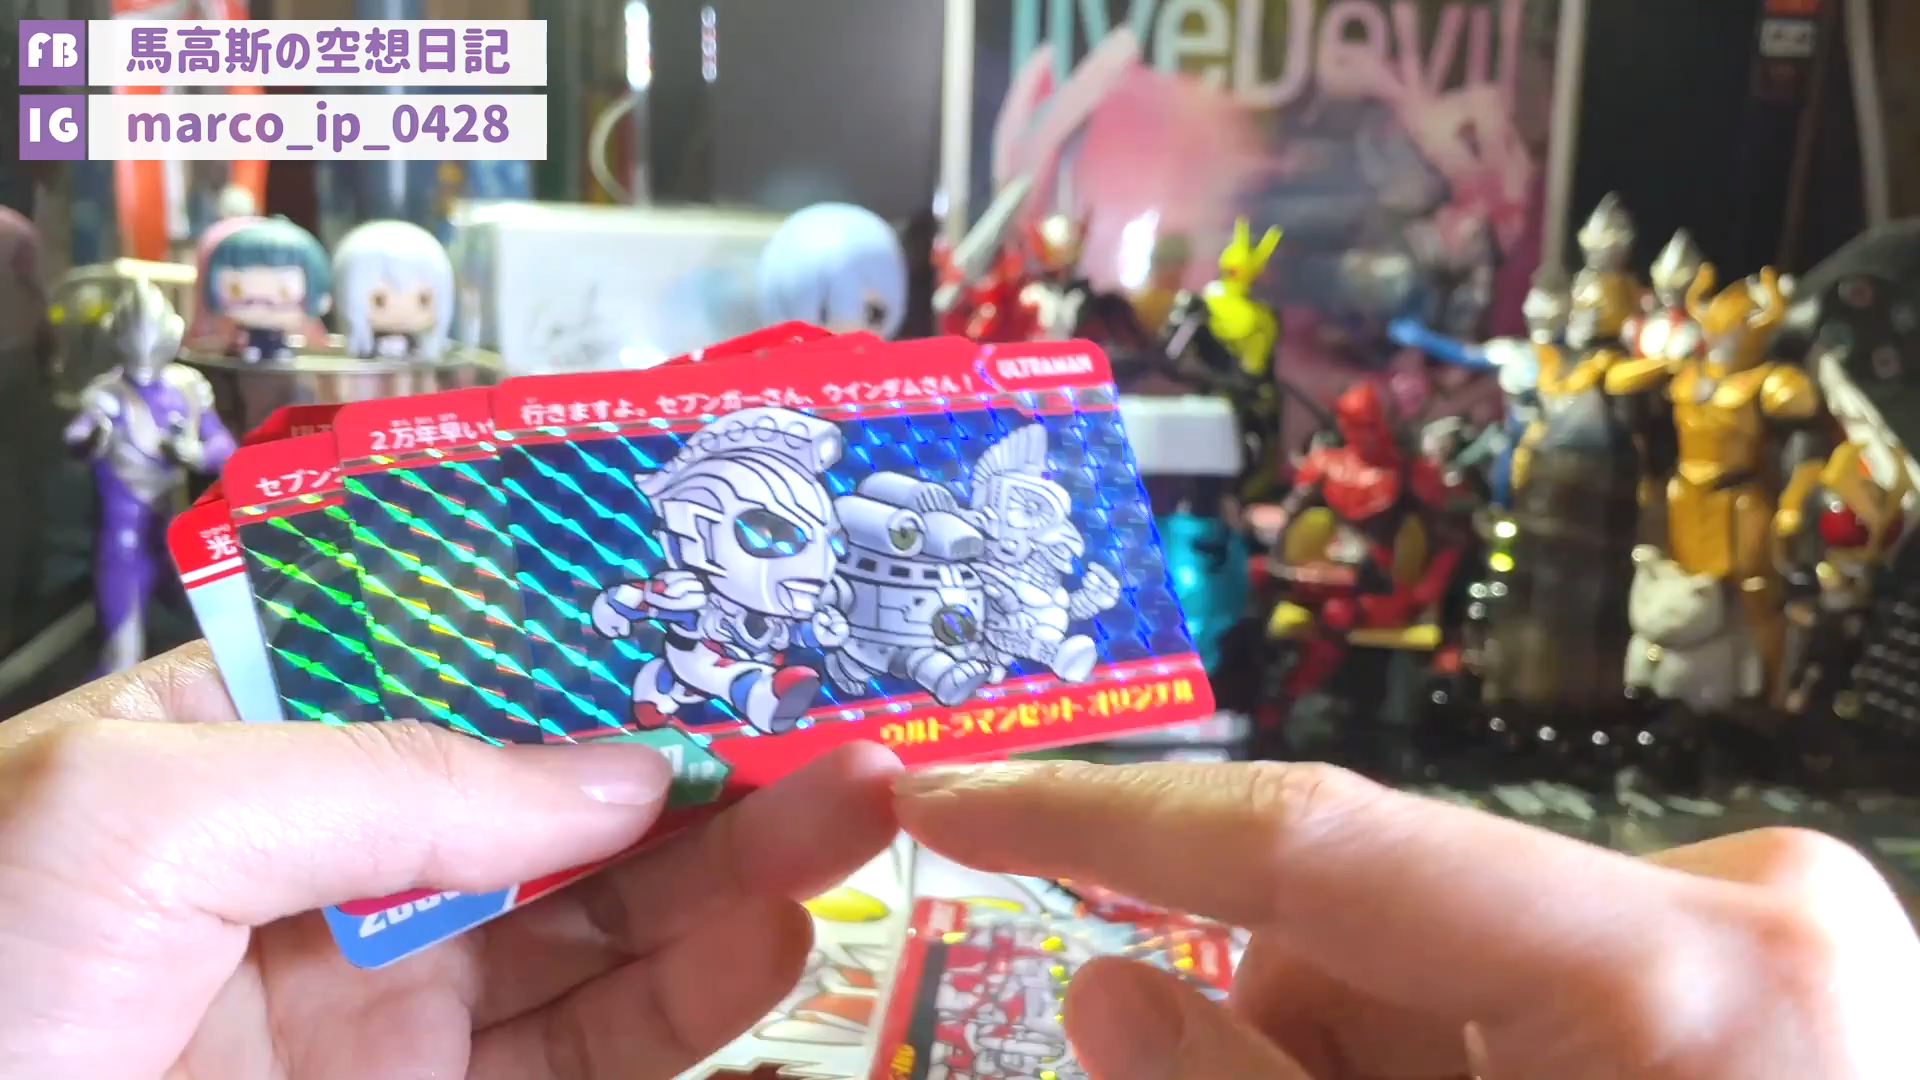 FB 馬高斯の空想日記
IG marco_ip_0428
liveDevil
ULTRAMAN
行きますよ、セブンガーさん、ウインダムさん！
２万年早い
セブン
光
ウルトラマンゼット オリジナル